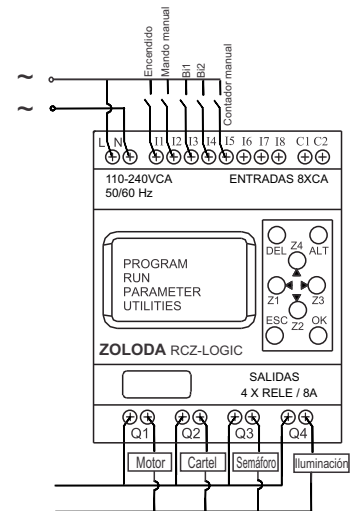 Encendido
Mando manual
Bi1
Bi2
Contador manual
~
~
L N I1 I2 I3 I4 I5 I6 I7 I8 C1 C2
110-240VCA
50/60 Hz
ENTRADAS 8XCA
PROGRAM
RUN
PARAMETER
UTILITIES
DEL Z4 ALT
Z1 Z3
ESC Z2 OK
ZOLODA RCZ-LOGIC
SALIDAS
4 X RELE / 8A
Q1 Q2 Q3 Q4
Motor
Cartel
Semáforo
Iluminación